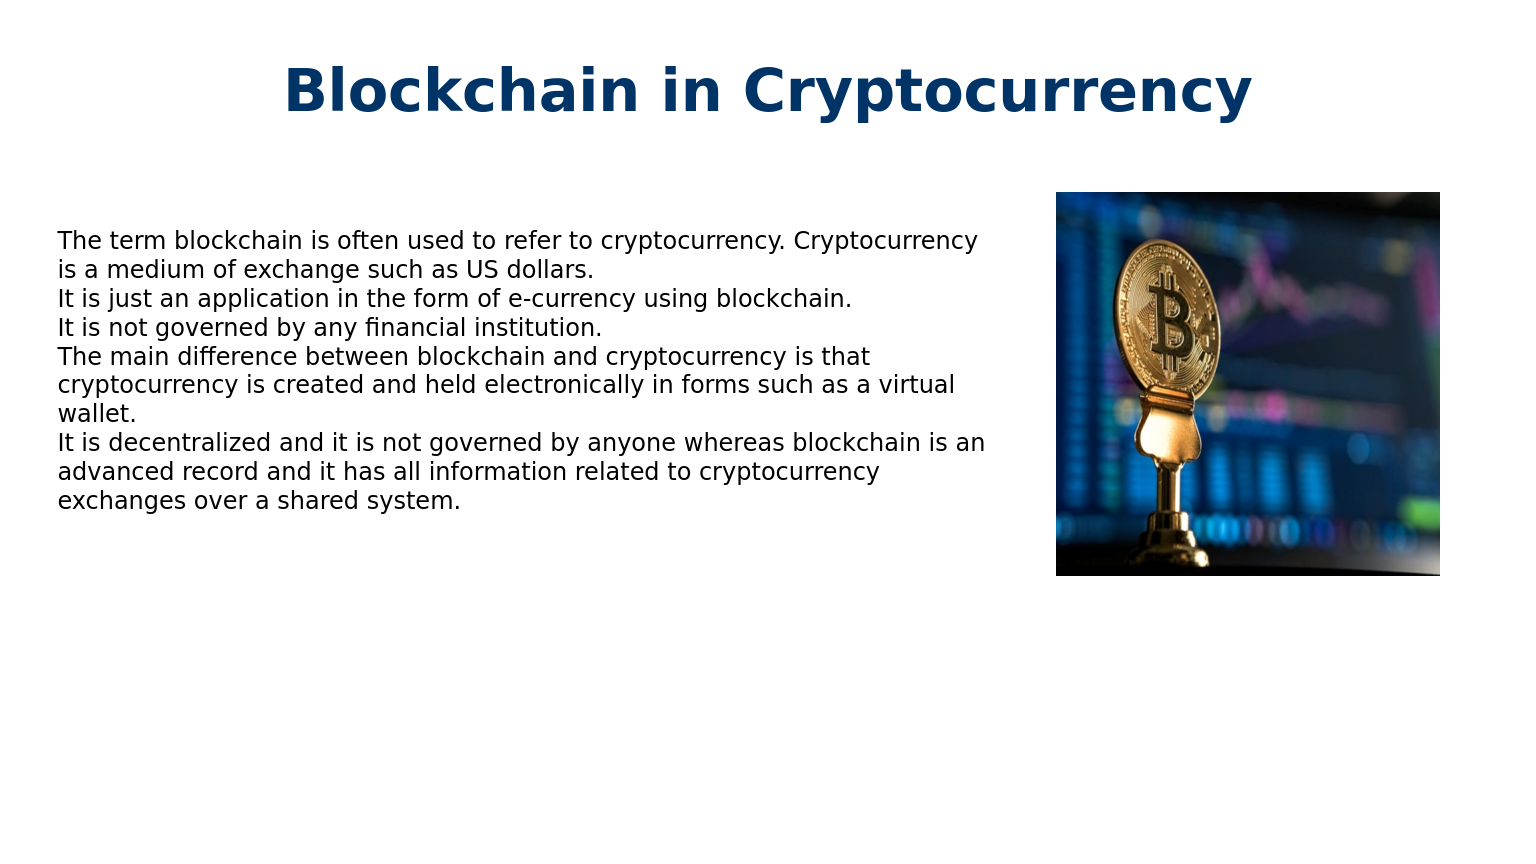 Blockchain in Cryptocurrency
The term blockchain is often used to refer to cryptocurrency. Cryptocurrency
is a medium of exchange such as US dollars.
It is just an application in the form of e-currency using blockchain.
It is not governed by any financial institution.
The main difference between blockchain and cryptocurrency is that
cryptocurrency is created and held electronically in forms such as a virtual
wallet.
It is decentralized and it is not governed by anyone whereas blockchain is an
advanced record and it has all information related to cryptocurrency
exchanges over a shared system.